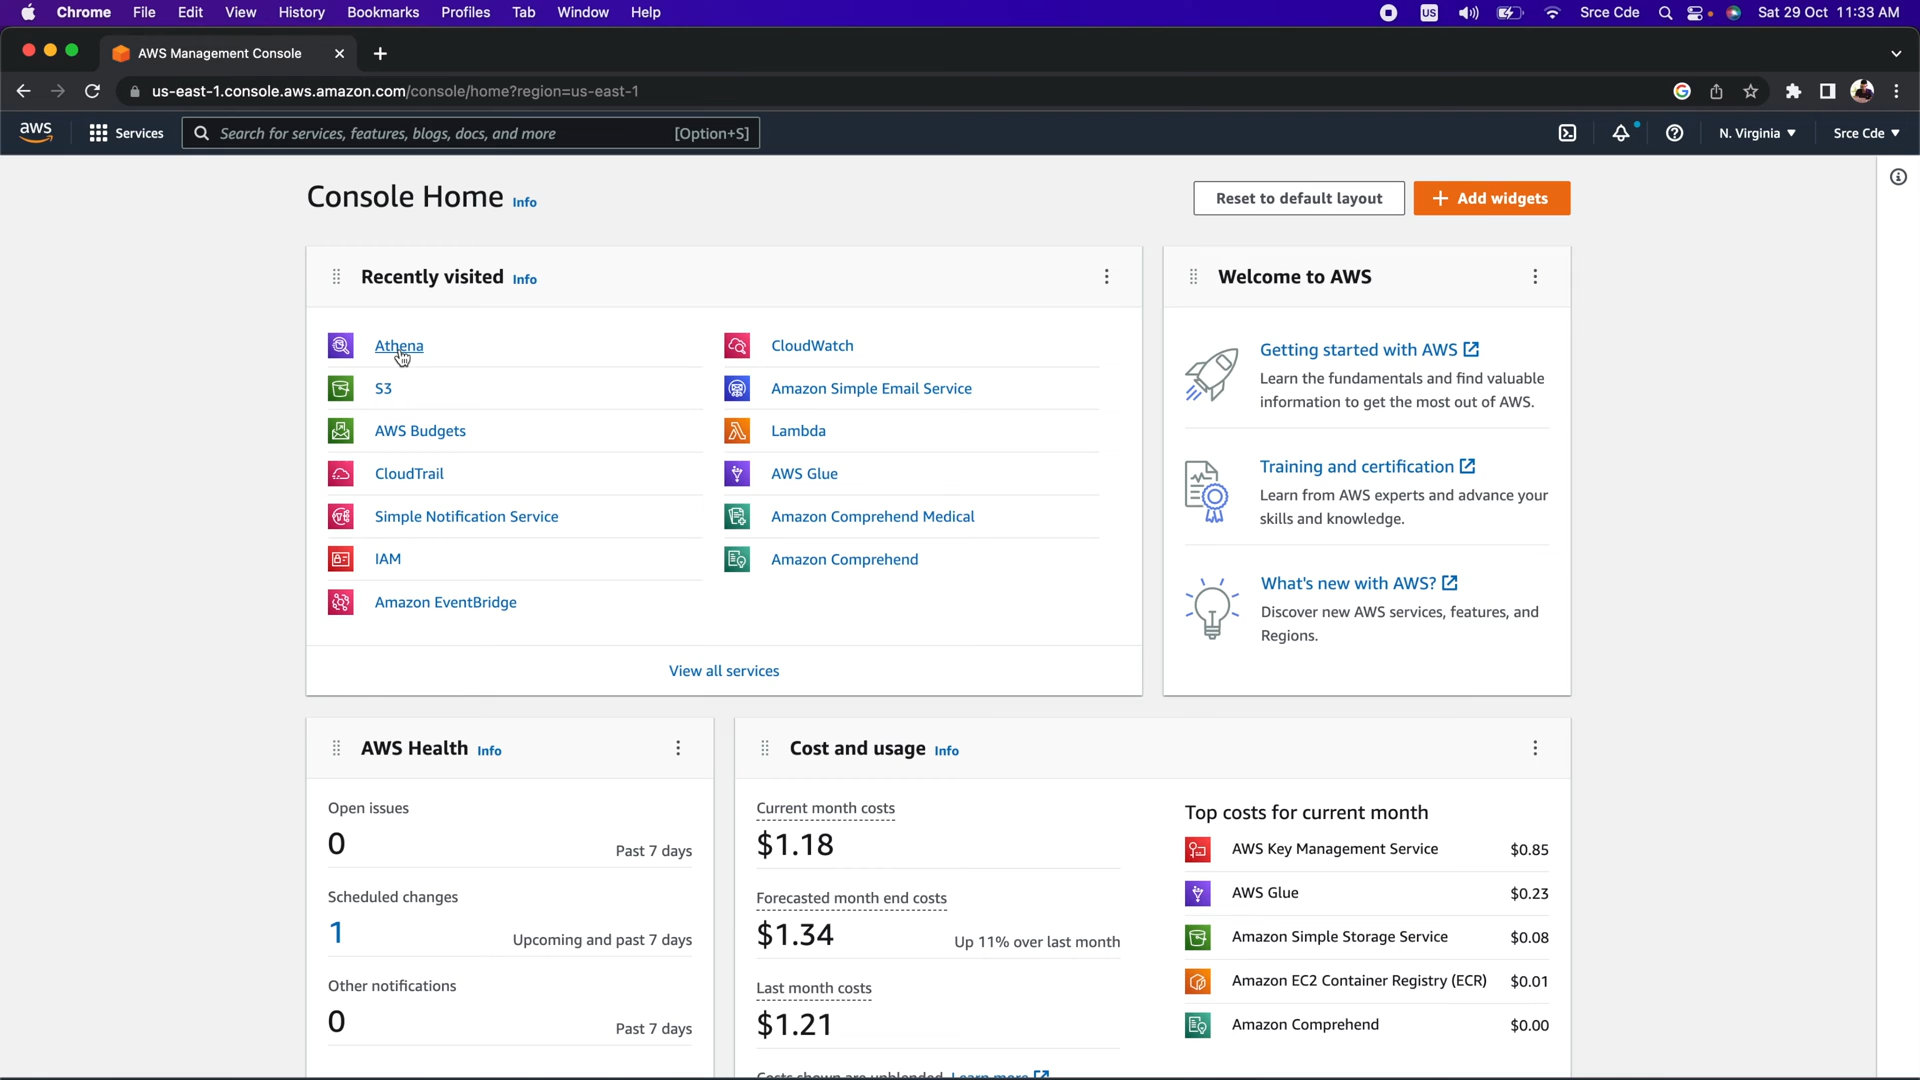 Chrome File Edit View History Bookmarks Profiles Tab Window Help US Srce Cde Sat 29 Oct 11:33 AM
AWS Management Console
us-east-1.console.aws.amazon.com/console/home?region=us-east-1
aws Services Search for services, features, blogs, docs, and more [Option+S] N. Virginia Srce Cde
Console Home Info Reset to default layout Add widgets
Recently visited Info
Athena
S3
AWS Budgets
CloudTrail
Simple Notification Service
IAM
Amazon EventBridge
CloudWatch
Amazon Simple Email Service
Lambda
AWS Glue
Amazon Comprehend Medical
Amazon Comprehend
View all services
Welcome to AWS
Getting started with AWS
Learn the fundamentals and find valuable
information to get the most out of AWS.
Training and certification
Learn from AWS experts and advance your
skills and knowledge.
What's new with AWS?
Discover new AWS services, features, and
Regions.
AWS Health Info
Open issues
0 Past 7 days
Scheduled changes
1 Upcoming and past 7 days
Other notifications
0 Past 7 days
Cost and usage Info
Current month costs
$1.18
Forecasted month end costs
$1.34 Up 11% over last month
Last month costs
$1.21
Costs shown are unblended. Learn more
Top costs for current month
AWS Key Management Service $0.85
AWS Glue $0.23
Amazon Simple Storage Service $0.08
Amazon EC2 Container Registry (ECR) $0.01
Amazon Comprehend $0.00